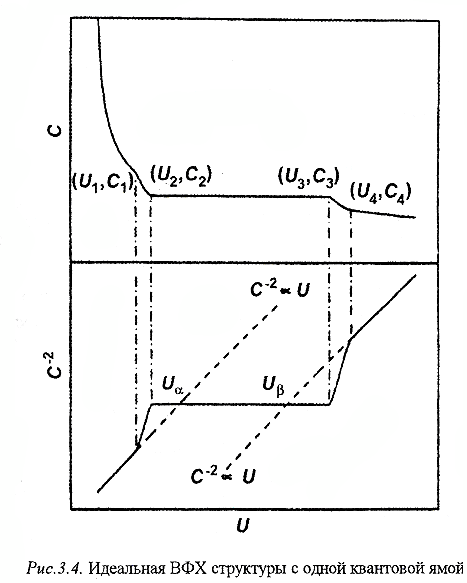 C
(U₁,C₁) (U₂,C₂) (U₃,C₃) (U₄,C₄)
C⁻² ∝ U
C⁻²
Uα Uβ
C⁻² ∝ U
U
Рис.3.4. Идеальная ВФХ структуры с одной квантовой ямой